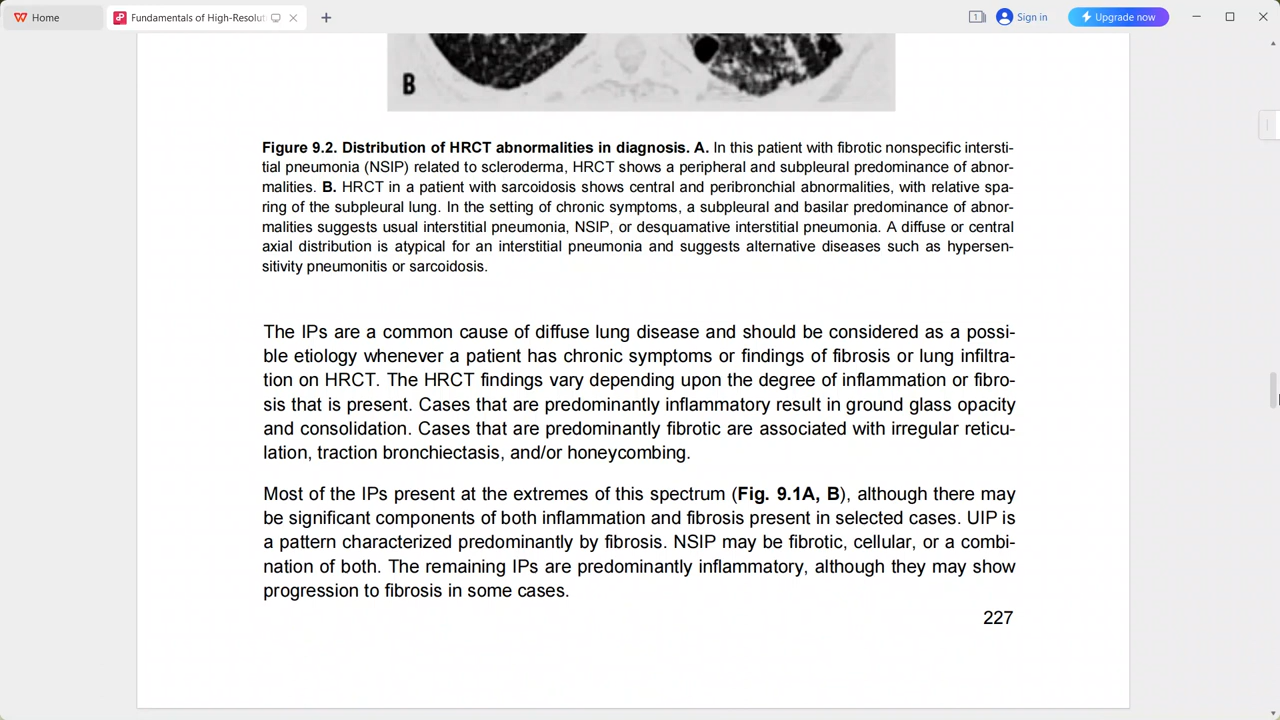 Home
Fundamentals of High-Resolut
1
Sign in
Upgrade now
B
Figure 9.2. Distribution of HRCT abnormalities in diagnosis. A. In this patient with fibrotic nonspecific intersti-
tial pneumonia (NSIP) related to scleroderma, HRCT shows a peripheral and subpleural predominance of abnor-
malities. B. HRCT in a patient with sarcoidosis shows central and peribronchial abnormalities, with relative spa-
ring of the subpleural lung. In the setting of chronic symptoms, a subpleural and basilar predominance of abnor-
malities suggests usual interstitial pneumonia, NSIP, or desquamative interstitial pneumonia. A diffuse or central
axial distribution is atypical for an interstitial pneumonia and suggests alternative diseases such as hypersen-
sitivity pneumonitis or sarcoidosis.
The IPs are a common cause of diffuse lung disease and should be considered as a possi-
ble etiology whenever a patient has chronic symptoms or findings of fibrosis or lung infiltra-
tion on HRCT. The HRCT findings vary depending upon the degree of inflammation or fibro-
sis that is present. Cases that are predominantly inflammatory result in ground glass opacity
and consolidation. Cases that are predominantly fibrotic are associated with irregular reticu-
lation, traction bronchiectasis, and/or honeycombing.
Most of the IPs present at the extremes of this spectrum (Fig. 9.1A, B), although there may
be significant components of both inflammation and fibrosis present in selected cases. UIP is
a pattern characterized predominantly by fibrosis. NSIP may be fibrotic, cellular, or a combi-
nation of both. The remaining IPs are predominantly inflammatory, although they may show
progression to fibrosis in some cases.
227